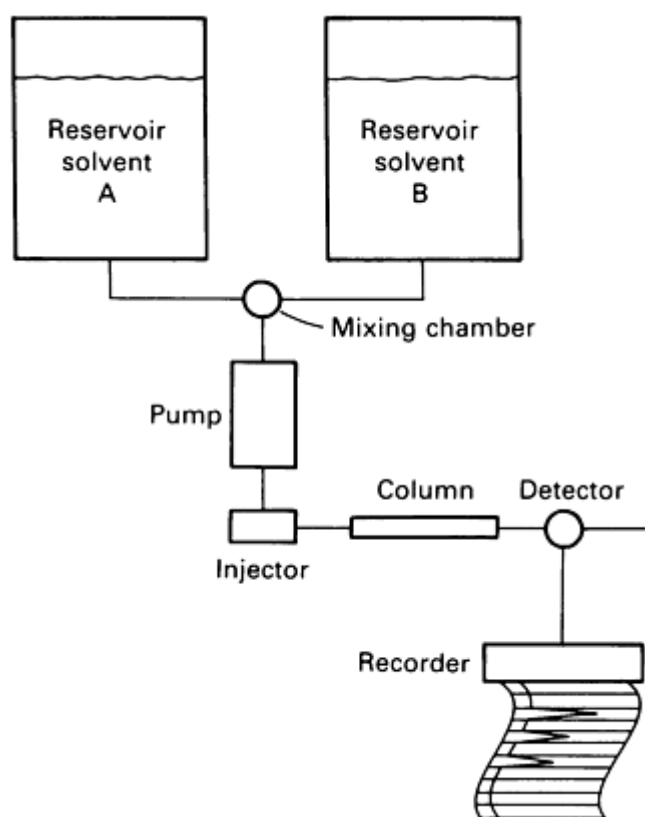 Reservoir
solvent
A
Reservoir
solvent
B
Mixing chamber
Pump
Column
Detector
Injector
Recorder